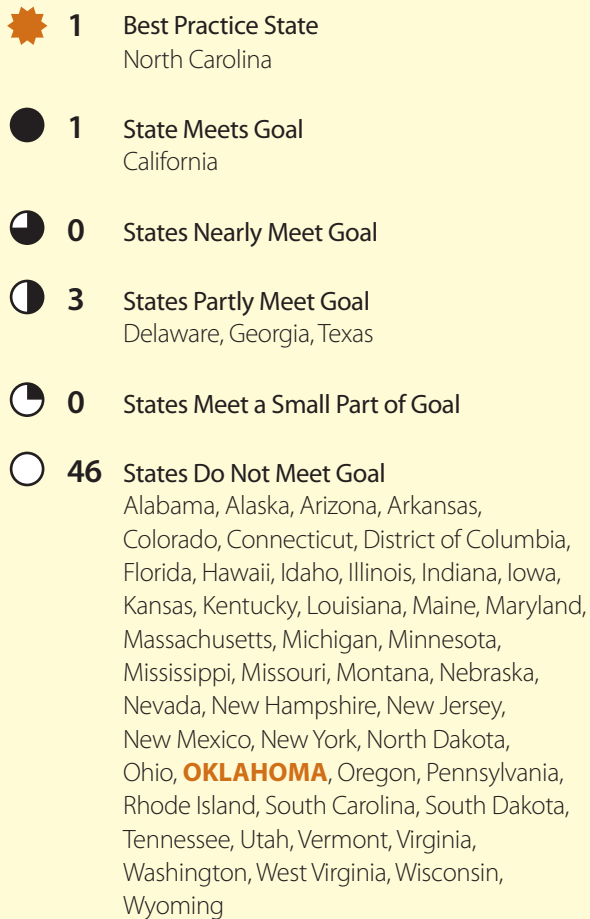 1 Best Practice State
North Carolina
1 State Meets Goal
California
0 States Nearly Meet Goal
3 States Partly Meet Goal
Delaware, Georgia, Texas
0 States Meet a Small Part of Goal
46 States Do Not Meet Goal
Alabama, Alaska, Arizona, Arkansas,
Colorado, Connecticut, District of Columbia,
Florida, Hawaii, Idaho, Illinois, Indiana, Iowa,
Kansas, Kentucky, Louisiana, Maine, Maryland,
Massachusetts, Michigan, Minnesota,
Mississippi, Missouri, Montana, Nebraska,
Nevada, New Hampshire, New Jersey,
New Mexico, New York, North Dakota,
Ohio, OKLAHOMA, Oregon, Pennsylvania,
Rhode Island, South Carolina, South Dakota,
Tennessee, Utah, Vermont, Virginia,
Washington, West Virginia, Wisconsin,
Wyoming